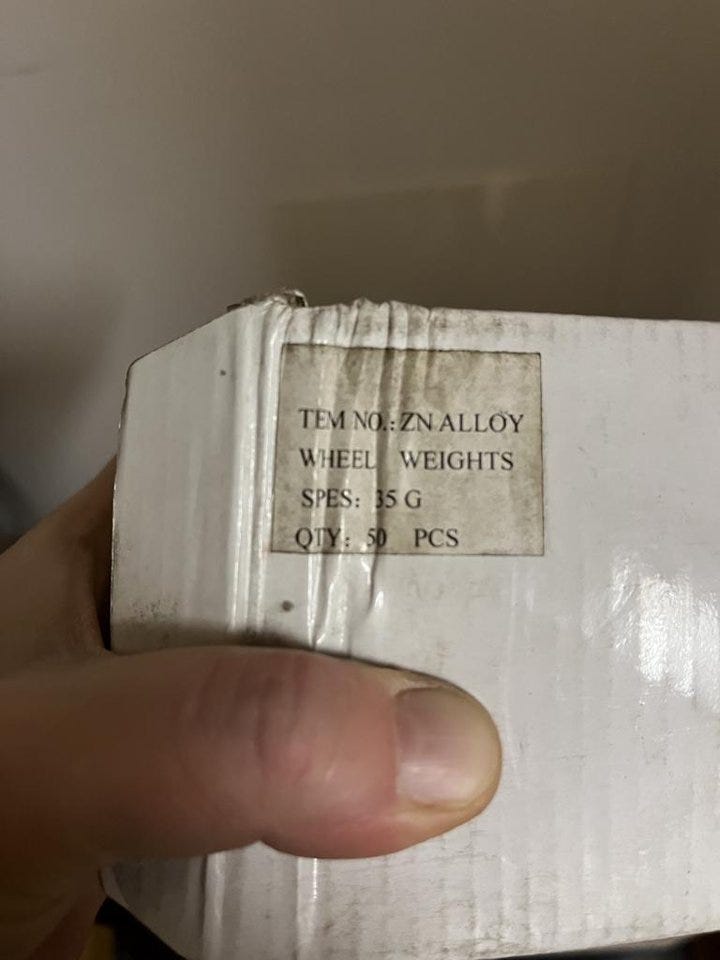 TEM NO.: ZN ALLOY
WHEEL WEIGHTS
SPES: 35 G
QTY: 50 PCS